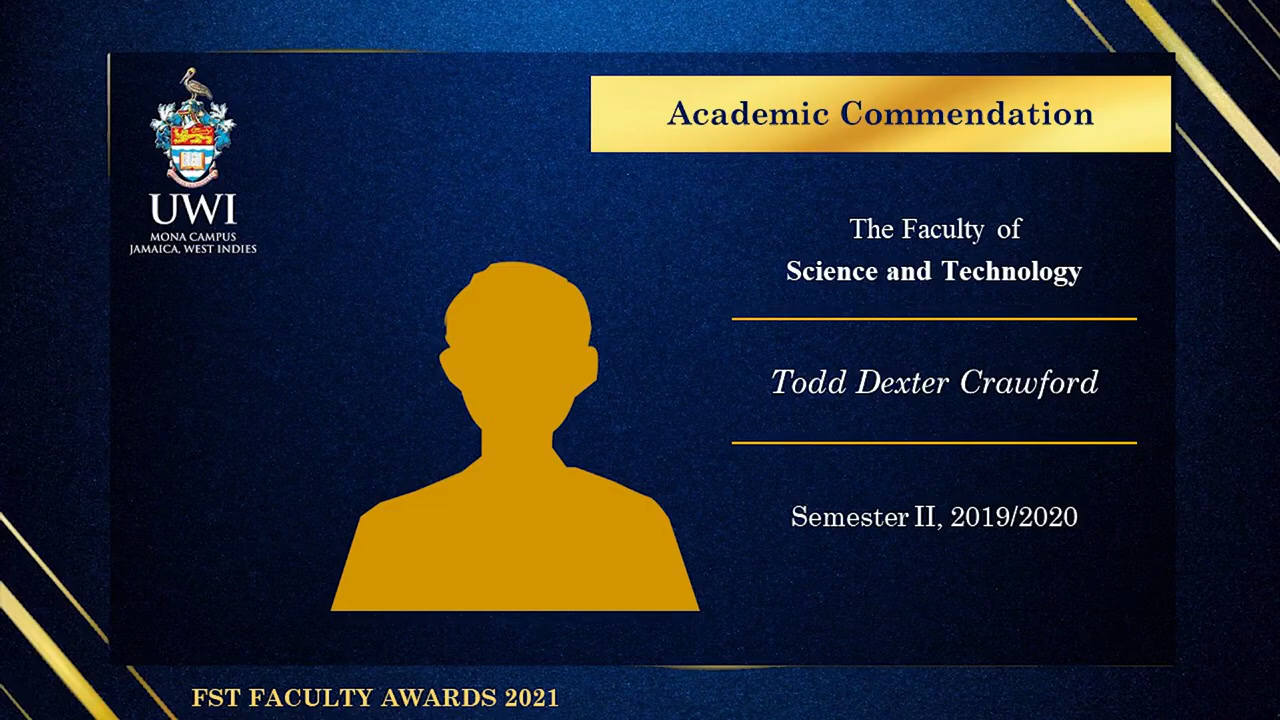 Academic Commendation
UWI
MONA CAMPUS
JAMAICA, WEST INDIES
The Faculty of
Science and Technology
Todd Dexter Crawford
Semester II, 2019/2020
FST FACULTY AWARDS 2021